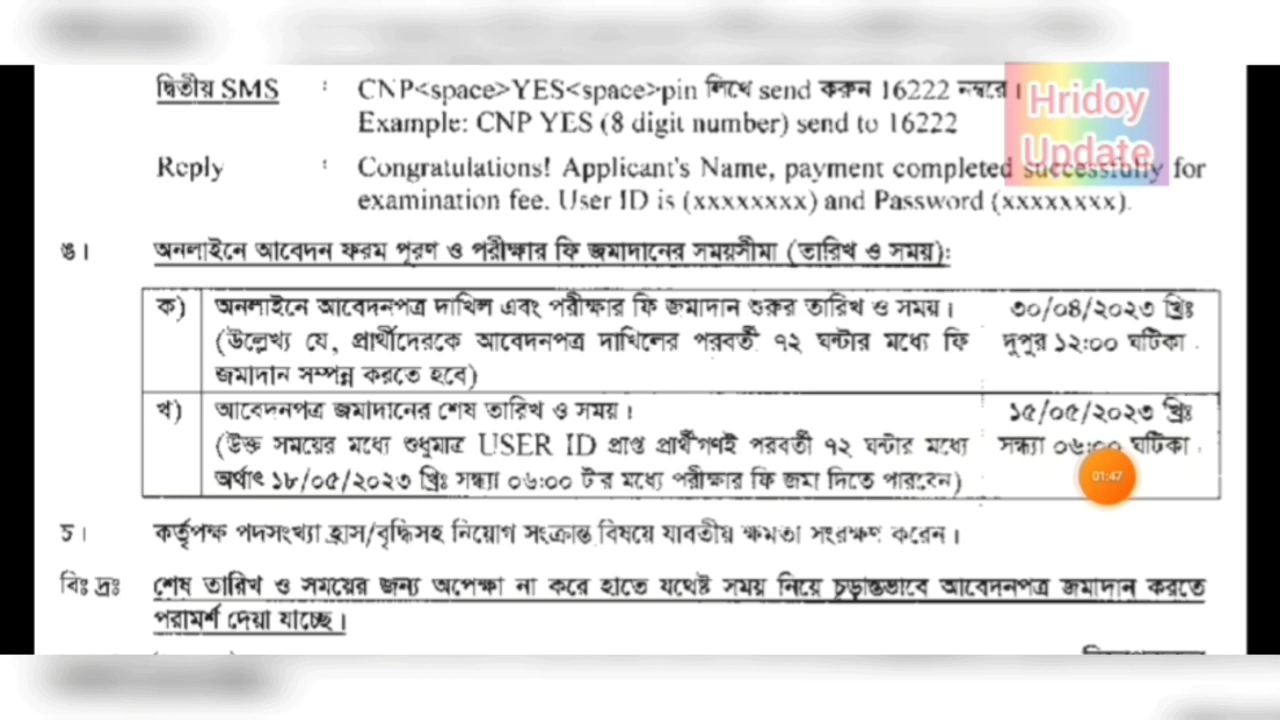 দ্বিতীয় SMS : CNP<space>YES<space>pin লিখে send করুন 16222 নম্বরে।
Example: CNP YES (8 digit number) send to 16222
Hridoy
Update
Reply : Congratulations! Applicant's Name, payment completed successfully for
examination fee. User ID is (xxxxxxxx) and Password (xxxxxxxx).
ঙ। অনলাইনে আবেদন ফরম পূরণ ও পরীক্ষার ফি জমাদানের সময়সীমা (তারিখ ও সময়):
ক) অনলাইনে আবেদনপত্র দাখিল এবং পরীক্ষার ফি জমাদান শুরুর তারিখ ও সময়। ৩০/০৪/২০২৩ খ্রিঃ
(উল্লেখ্য যে, প্রার্থীদেরকে আবেদনপত্র দাখিলের পরবর্তী ৭২ ঘন্টার মধ্যে ফি দুপুর ১২:০০ ঘটিকা।
জমাদান সম্পন্ন করতে হবে)
খ) আবেদনপত্র জমাদানের শেষ তারিখ ও সময়। ১৫/০৫/২০২৩ খ্রিঃ
(উক্ত সময়ের মধ্যে শুধুমাত্র USER ID প্রাপ্ত প্রার্থীগণই পরবর্তী ৭২ ঘন্টার মধ্যে সন্ধ্যা ০৬:০০ ঘটিকা।
অর্থাৎ ১৮/০৫/২০২৩ খ্রিঃ সন্ধ্যা ০৬:০০ টর মধ্যে পরীক্ষার ফি জমা দিতে পারবেন)
01:47
চ। কর্তৃপক্ষ পদসংখ্যা হ্রাস/বৃদ্ধিসহ নিয়োগ সংক্রান্ত বিষয়ে যাবতীয় ক্ষমতা সংরক্ষণ করেন।
বিঃ দ্রঃ শেষ তারিখ ও সময়ের জন্য অপেক্ষা না করে হাতে যথেষ্ট সময় নিয়ে চূড়ান্তভাবে আবেদনপত্র জমাদান করতে
পরামর্শ দেয়া যাচ্ছে।